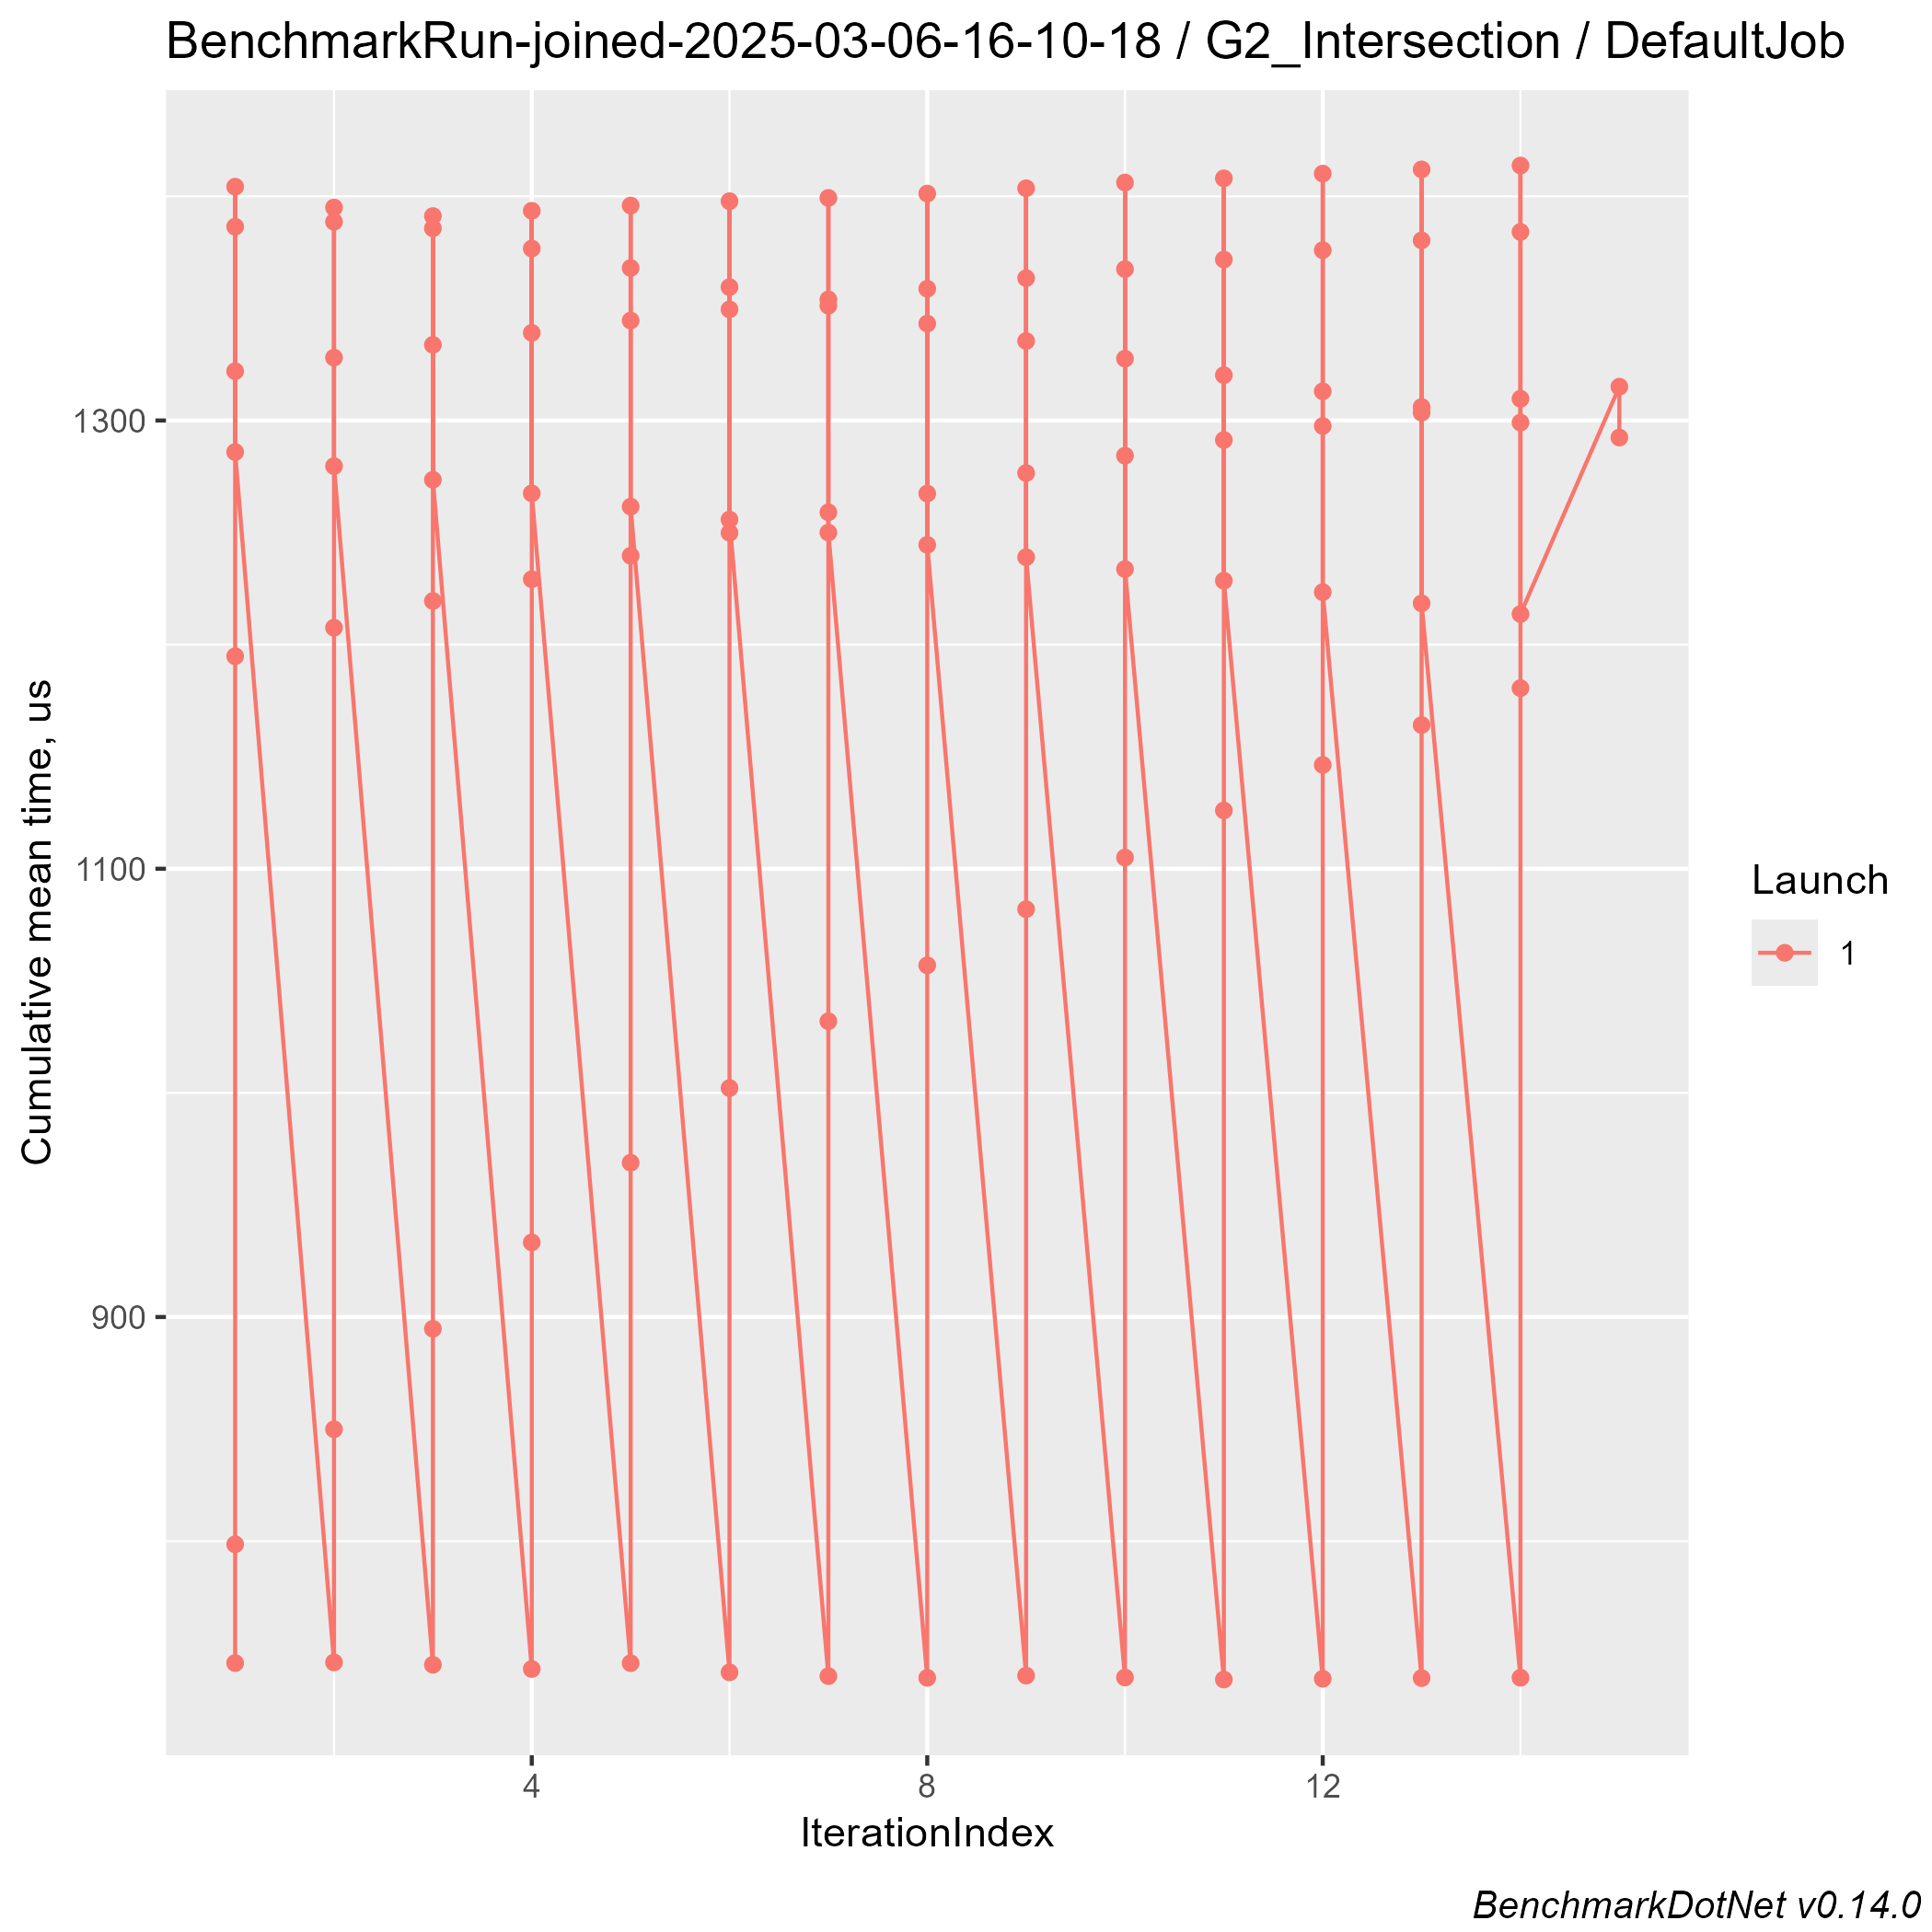 BenchmarkRun-joined-2025-03-06-16-10-18 / G2_Intersection / DefaultJob
Cumulative mean time, us
1300
1100
900
4
8
12
IterationIndex
Launch
1
BenchmarkDotNet v0.14.0